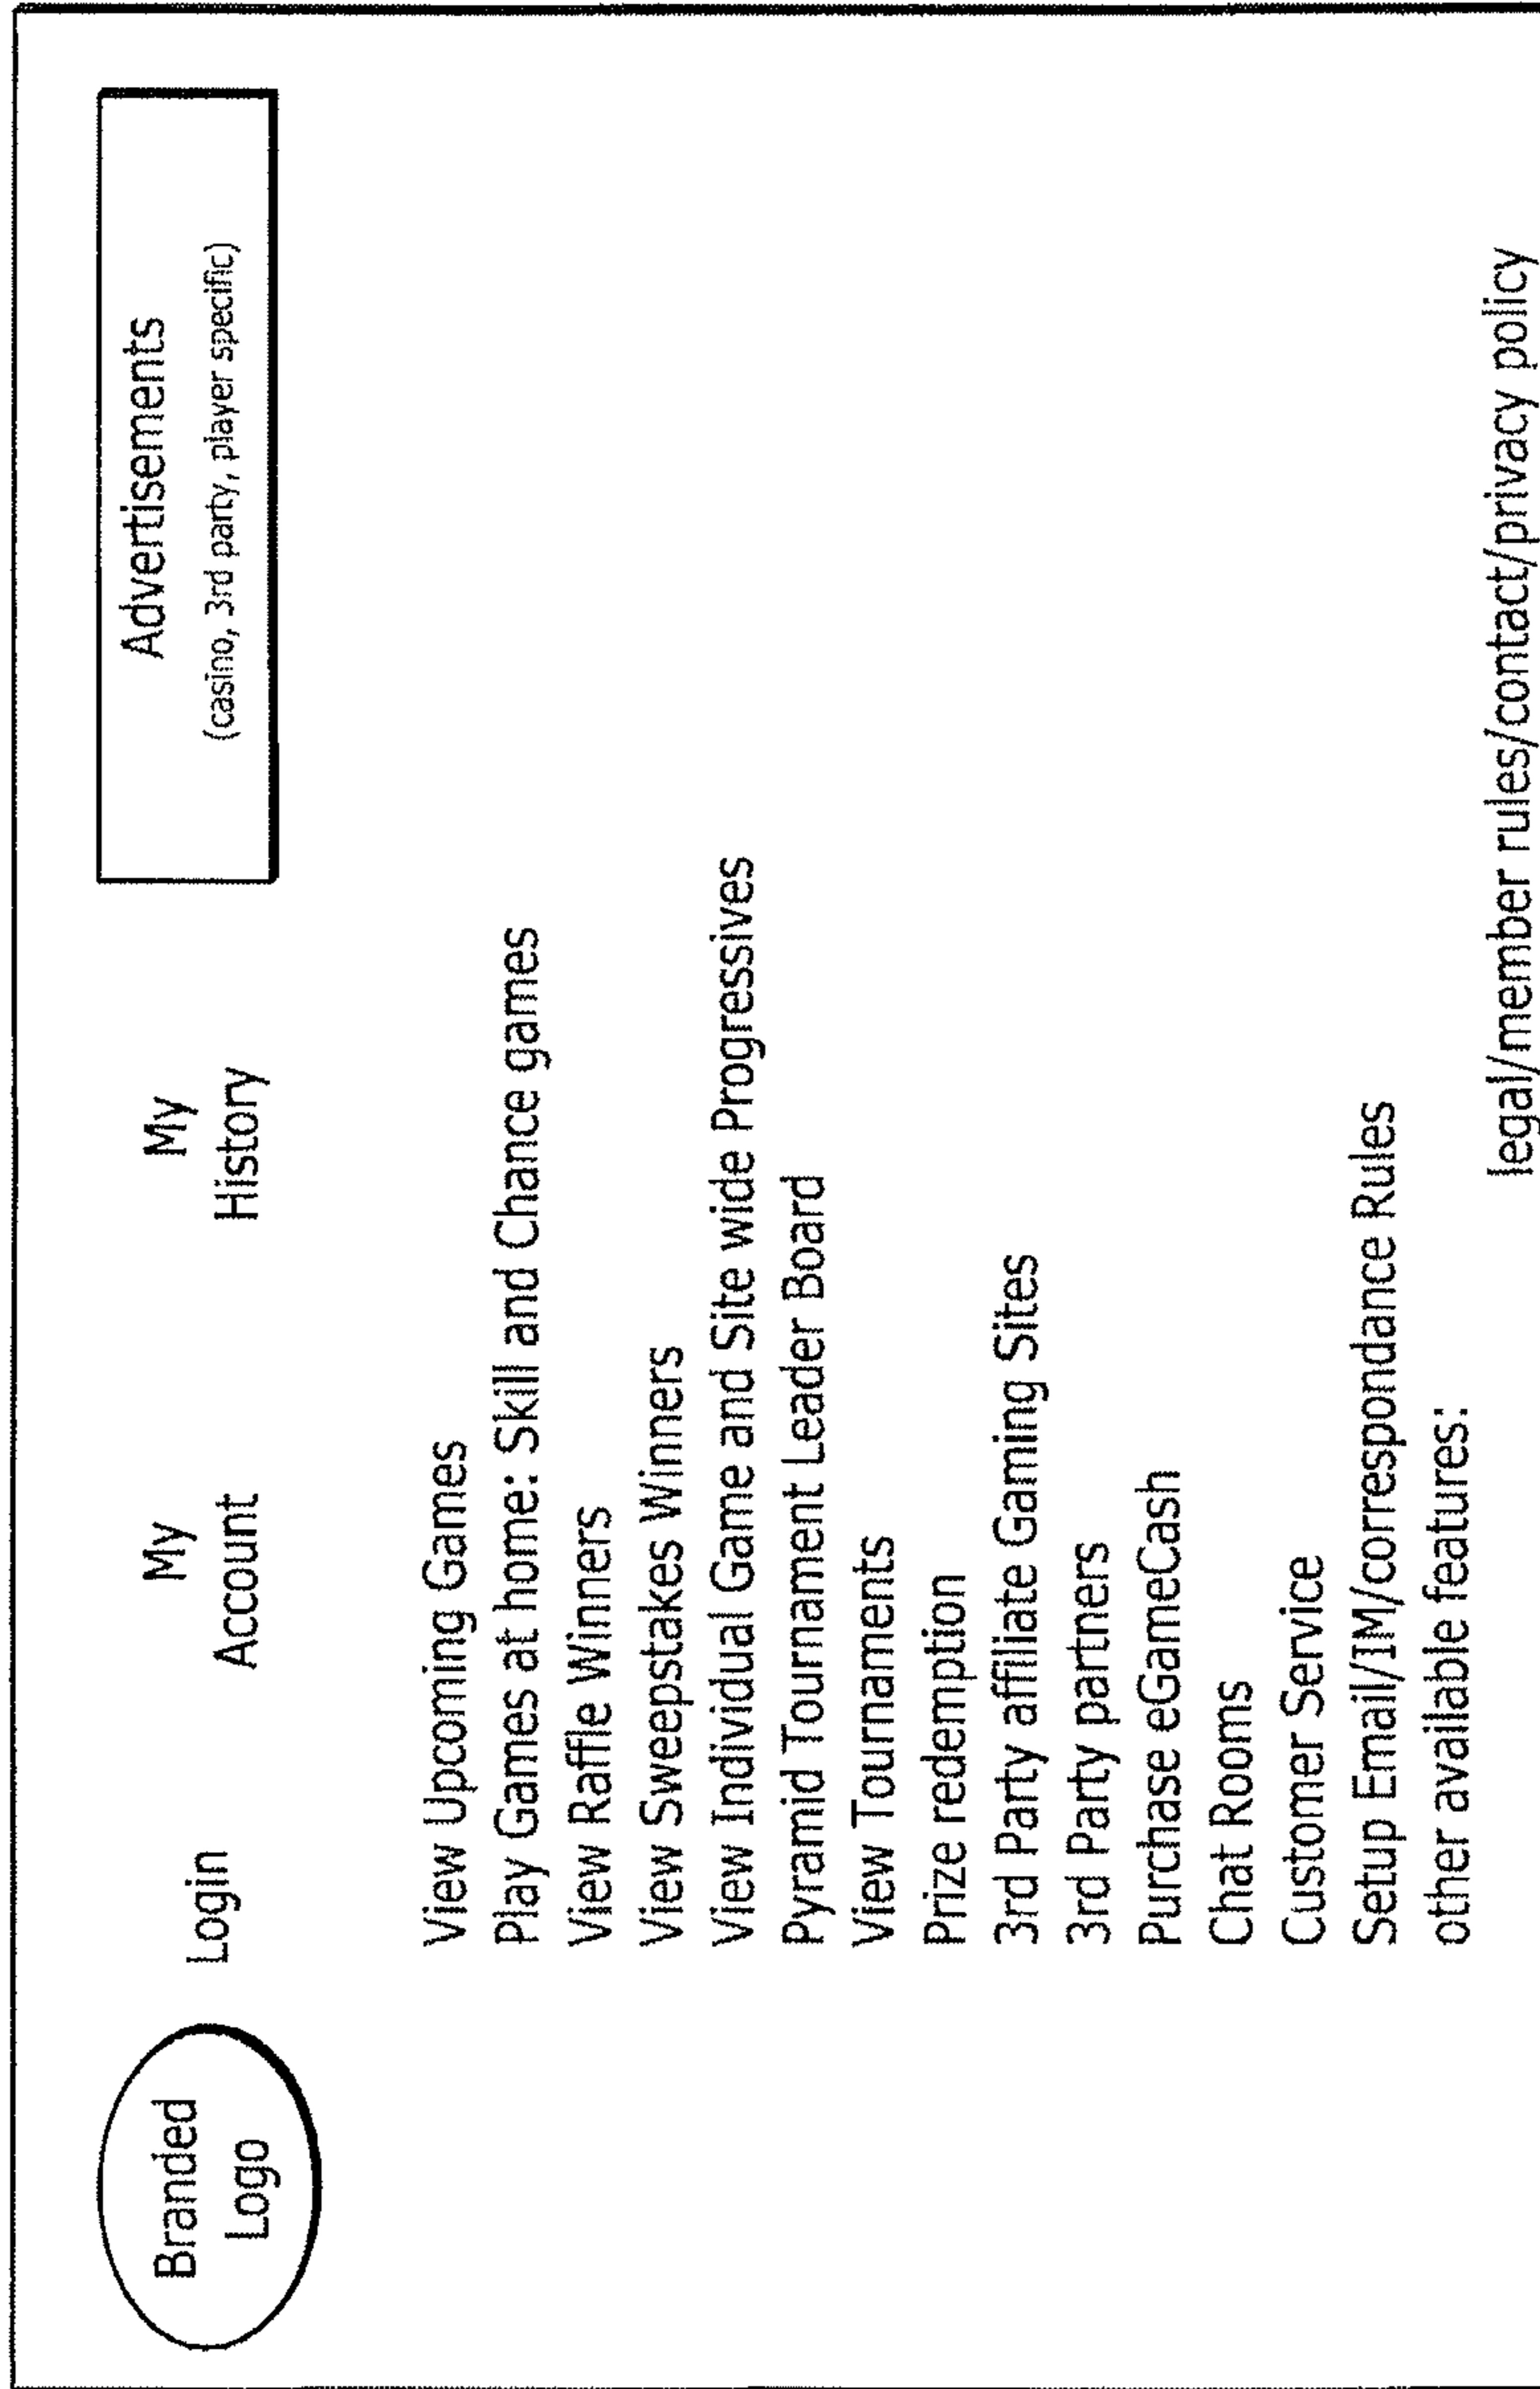 Branded
Logo
Login
My
Account
My
History
Advertisements
(casino, 3rd party, player specific)
View Upcoming Games
Play Games at home: Skill and Chance games
View Raffle Winners
View Sweepstakes Winners
View Individual Game and Site wide Progressives
Pyramid Tournament Leader Board
View Tournaments
Prize redemption
3rd Party affiliate Gaming Sites
3rd Party partners
Purchase eGameCash
Chat Rooms
Customer Service
Setup Email/IM/correspondance Rules
other available features:
legal/member rules/contact/privacy policy